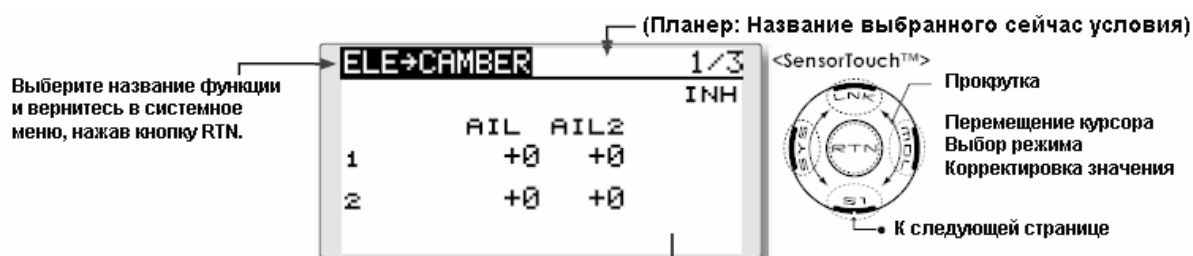 (Планер: Название выбранного сейчас условия)
ELE→CAMBER 1/3
INH
AIL AIL2
1 +0 +0
2 +0 +0
Выберите название функции
и вернитесь в системное
меню, нажав кнопку RTN.
<SensorTouch™>
LNK
SYS
RTN
MDL
S1
Прокрутка
Перемещение курсора
Выбор режима
Корректировка значения
• К следующей странице